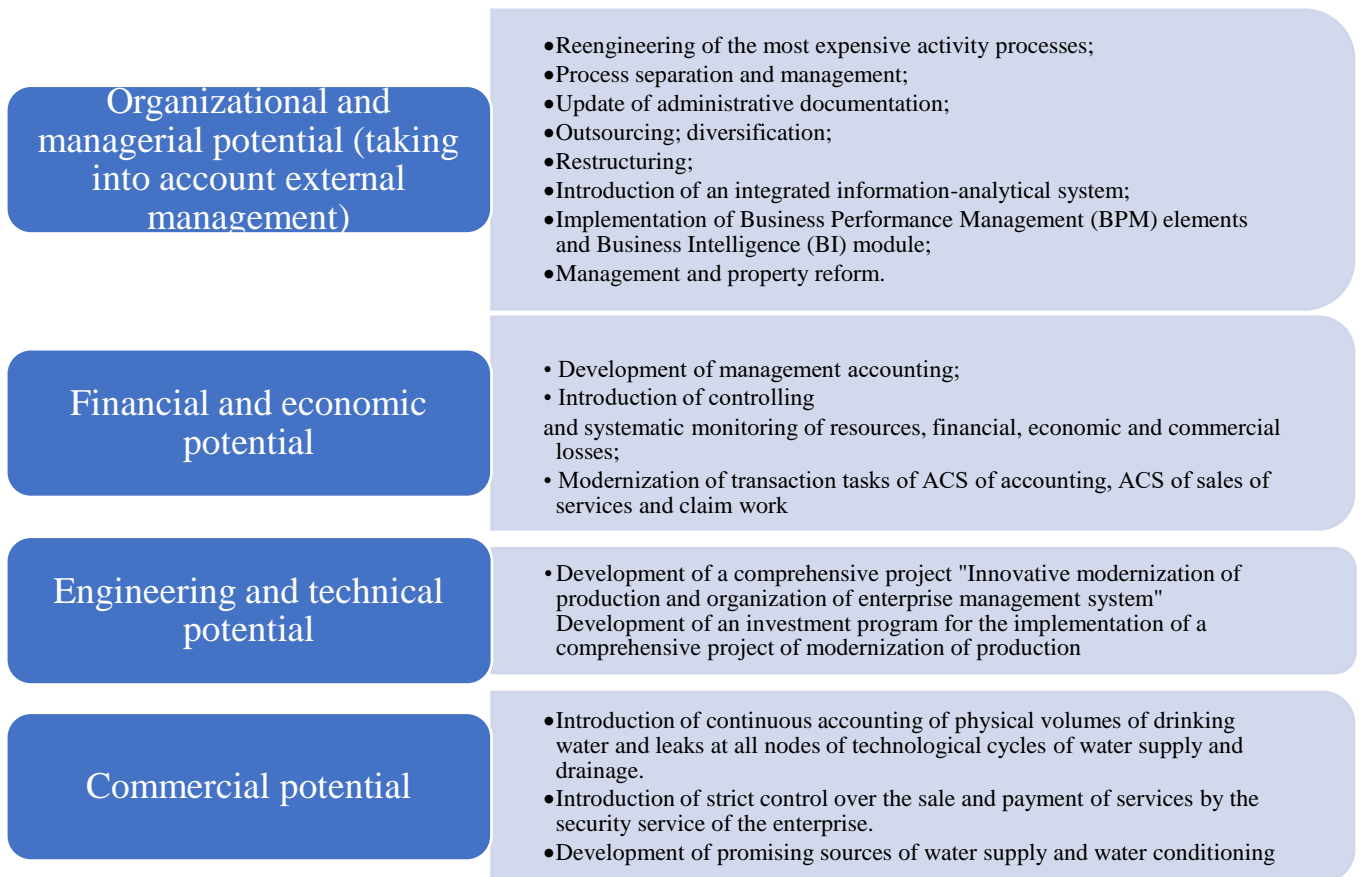 Organizational and
managerial potential (taking
into account external
management)
•Reengineering of the most expensive activity processes;
•Process separation and management;
•Update of administrative documentation;
•Outsourcing; diversification;
•Restructuring;
•Introduction of an integrated information-analytical system;
•Implementation of Business Performance Management (BPM) elements
and Business Intelligence (BI) module;
•Management and property reform.
Financial and economic
potential
• Development of management accounting;
• Introduction of controlling
and systematic monitoring of resources, financial, economic and commercial
losses;
• Modernization of transaction tasks of ACS of accounting, ACS of sales of
services and claim work
Engineering and technical
potential
• Development of a comprehensive project "Innovative modernization of
production and organization of enterprise management system"
Development of an investment program for the implementation of a
comprehensive project of modernization of production
Commercial potential
•Introduction of continuous accounting of physical volumes of drinking
water and leaks at all nodes of technological cycles of water supply and
drainage.
•Introduction of strict control over the sale and payment of services by the
security service of the enterprise.
•Development of promising sources of water supply and water conditioning